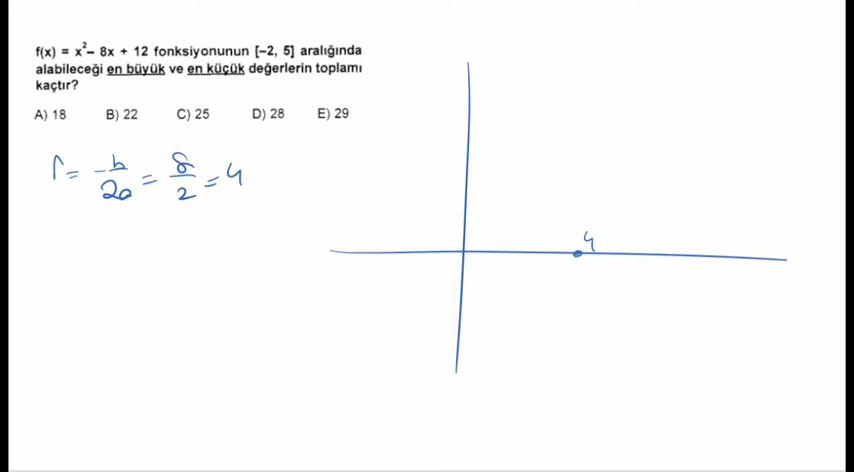 f(x) = x² – 8x + 12 fonksiyonunun [–2, 5] aralığında
alabileceği en büyük ve en küçük değerlerin toplamı
kaçtır?
A) 18 B) 22 C) 25 D) 28 E) 29
r = -b/2a = 8/2 = 4
4